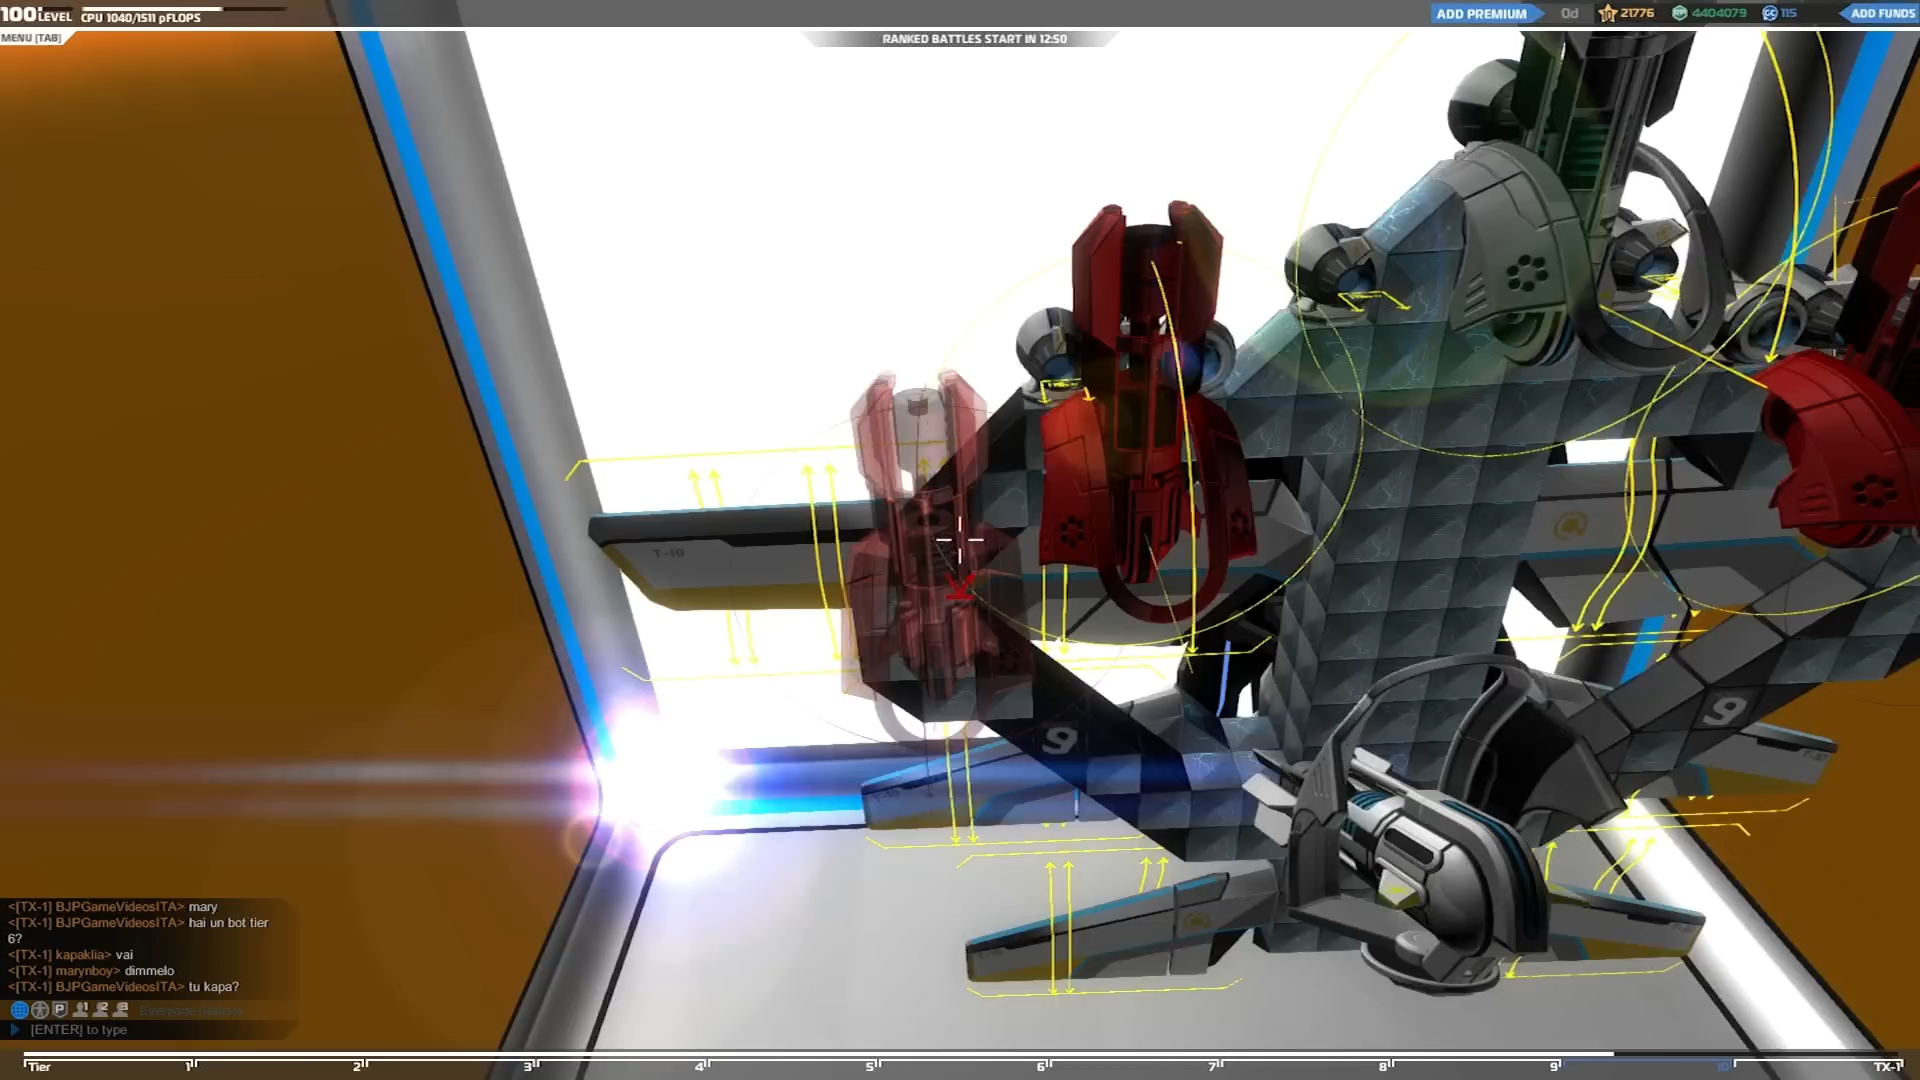 100 LEVEL CPU 1040/1511 pFLOPS
ADD PREMIUM 0d 21776 4404079 GC 115 ADD FUNDS
MENU [TAB]
RANKED BATTLES START IN 12:50
T-10
9
9
<[TX-1] BJPGameVideosITA> mary
<[TX-1] BJPGameVideosITA> hai un bot tier
6?
<[TX-1] kapaklia> vai
<[TX-1] marynboy> dimmelo
<[TX-1] BJPGameVideosITA> tu kapa?
[ENTER] to type
Tier 1 2 3 4 5 6 7 8 9 10 TX-1